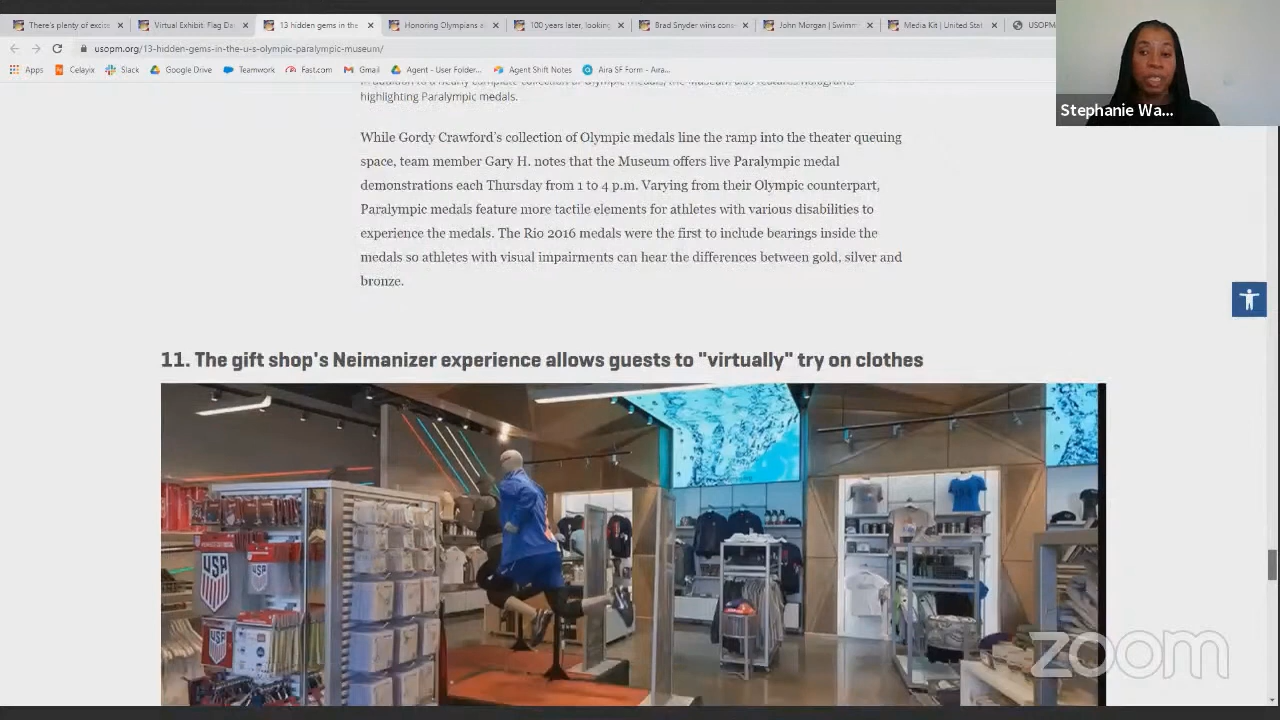 There's plenty of excite
Virtual Exhibit: Flag Da
13 hidden gems in the
Honoring Olympians a
100 years later, looking
Brad Snyder wins cove
John Morgan | Swimm
Media Kit | United Stat
USOPM
usopm.org/13-hidden-gems-in-the-u-s-olympic-paralympic-museum/
Apps
Celayix
Slack
Google Drive
Teamwork
Fast.com
Gmail
Agent - User Folder...
Agent Shift Notes
Aira SF Form - Aira...
Stephanie Wa...
highlighting Paralympic medals.
While Gordy Crawford's collection of Olympic medals line the ramp into the theater queuing
space, team member Gary H. notes that the Museum offers live Paralympic medal
demonstrations each Thursday from 1 to 4 p.m. Varying from their Olympic counterpart,
Paralympic medals feature more tactile elements for athletes with various disabilities to
experience the medals. The Rio 2016 medals were the first to include bearings inside the
medals so athletes with visual impairments can hear the differences between gold, silver and
bronze.
11. The gift shop's Neimanizer experience allows guests to "virtually" try on clothes
USA
USA
USA
zoom